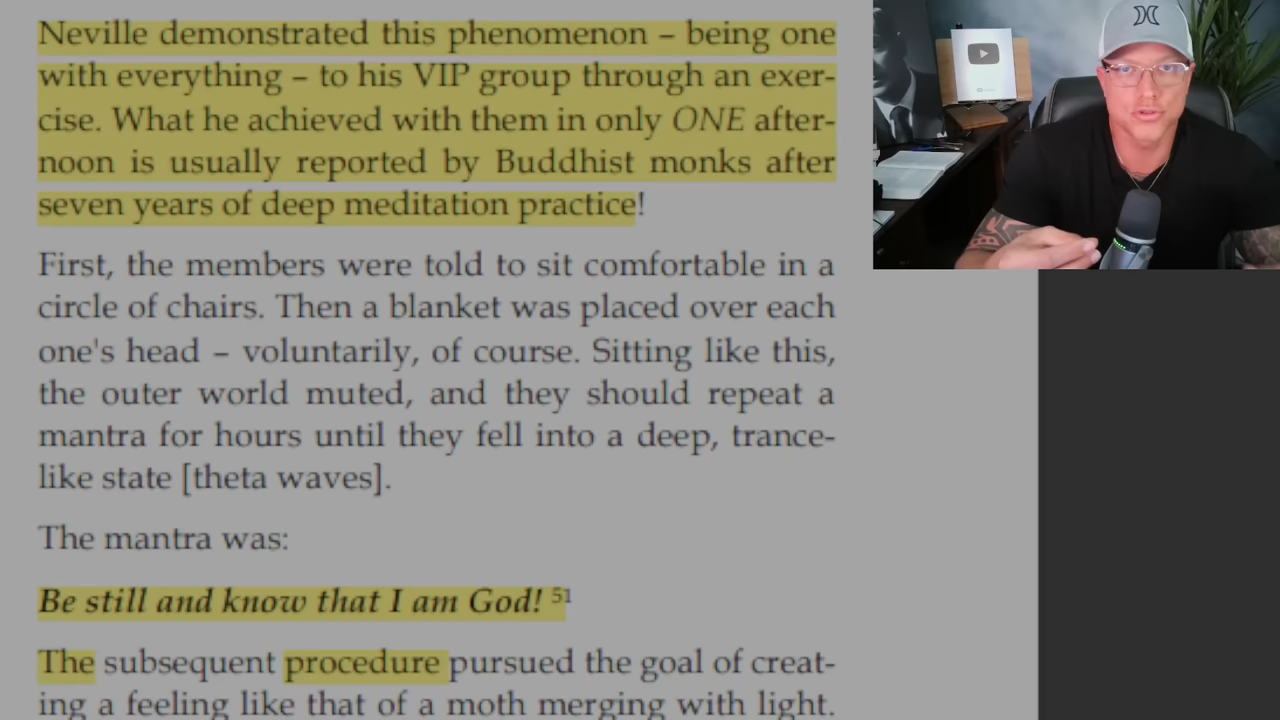 Neville demonstrated this phenomenon – being one
with everything – to his VIP group through an exer-
cise. What he achieved with them in only ONE after-
noon is usually reported by Buddhist monks after
seven years of deep meditation practice!
First, the members were told to sit comfortable in a
circle of chairs. Then a blanket was placed over each
one's head – voluntarily, of course. Sitting like this,
the outer world muted, and they should repeat a
mantra for hours until they fell into a deep, trance-
like state [theta waves].
The mantra was:
Be still and know that I am God! 51
The subsequent procedure pursued the goal of creat-
ing a feeling like that of a moth merging with light.